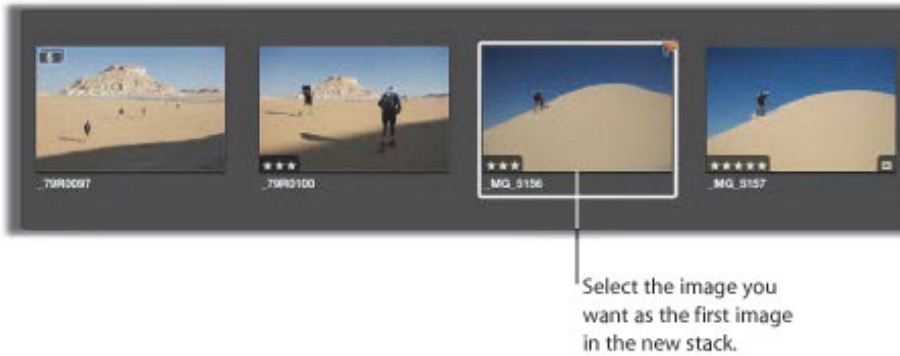 _79R0097
_79R0100
_MG_5156
_MG_5157
Select the image you
want as the first image
in the new stack.